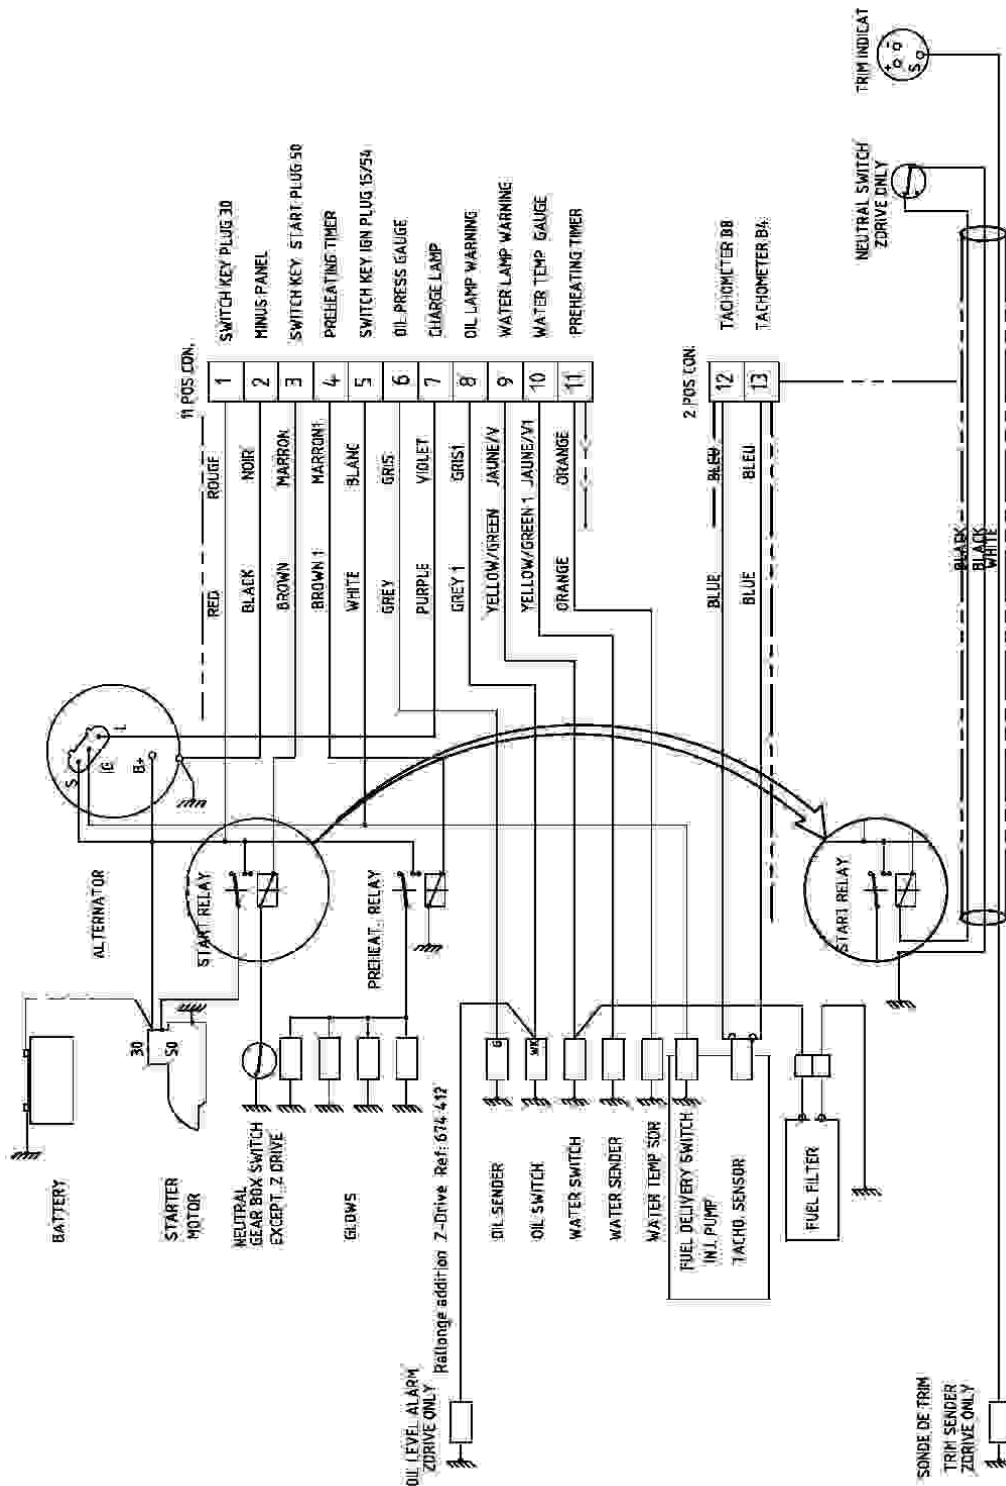 BATTERY
STARTER
MOTOR
30
50
ALTERNATOR
S
IG
L
B+
START RELAY
NEUTRAL
GEAR BOX SWITCH
EXCEPT. Z DRIVE
GLOWS
PREHEAT. RELAY
11 POS CON.
RED ROUGE 1 SWITCH KEY PLUG 30
BLACK NOIR 2 MINUS PANEL
BROWN MARRON 3 SWITCH KEY START PLUG 50
BROWN 1 MARRON1 4 PREHEATING TIMER
WHITE BLANC 5 SWITCH KEY IGN PLUG 15/54
GREY GRIS 6 OIL PRESS GAUGE
PURPLE VIOLET 7 CHARGE LAMP
GREY 1 GRIS1 8 OIL LAMP WARNING
YELLOW/GREEN JAUNE/V 9 WATER LAMP WARNING
YELLOW/GREEN 1 JAUNE/V1 10 WATER TEMP GAUGE
ORANGE ORANGE 11 PREHEATING TIMER
OIL LEVEL ALARM
ZDRIVE ONLY
Rallonge addition Z-Drive Ref: 674 412
OIL SENDER
G
OIL SWITCH
WK
WATER SWITCH
WATER SENDER
WATER TEMP SDR
FUEL DELIVERY SWITCH
INJ. PUMP
TACHO. SENSOR
2 POS CON.
BLUE BLEU 12 TACHOMETER B8
BLUE BLEU 13 TACHOMETER B4
FUEL FILTER
START RELAY
NEUTRAL SWITCH
ZDRIVE ONLY
TRIM INDICAT
+
-
S
BLACK
BLACK
WHITE
SONDE DE TRIM
TRIM SENDER
ZDRIVE ONLY